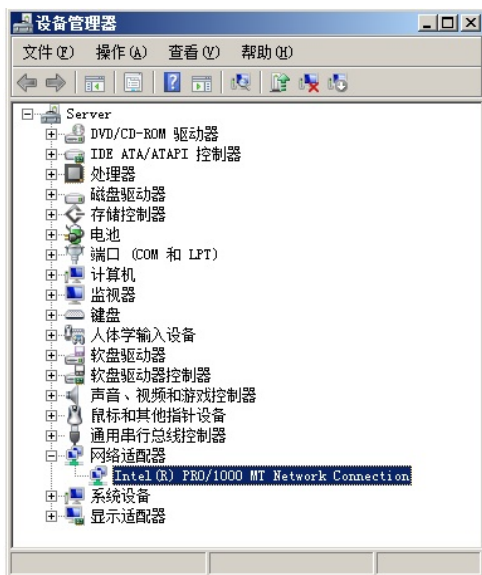 设备管理器
文件(F) 操作(A) 查看(V) 帮助(H)
Server
DVD/CD-ROM 驱动器
IDE ATA/ATAPI 控制器
处理器
磁盘驱动器
存储控制器
电池
端口 (COM 和 LPT)
计算机
监视器
键盘
人体学输入设备
软盘驱动器
软盘驱动器控制器
声音、视频和游戏控制器
鼠标和其他指针设备
通用串行总线控制器
网络适配器
Intel(R) PRO/1000 MT Network Connection
系统设备
显示适配器